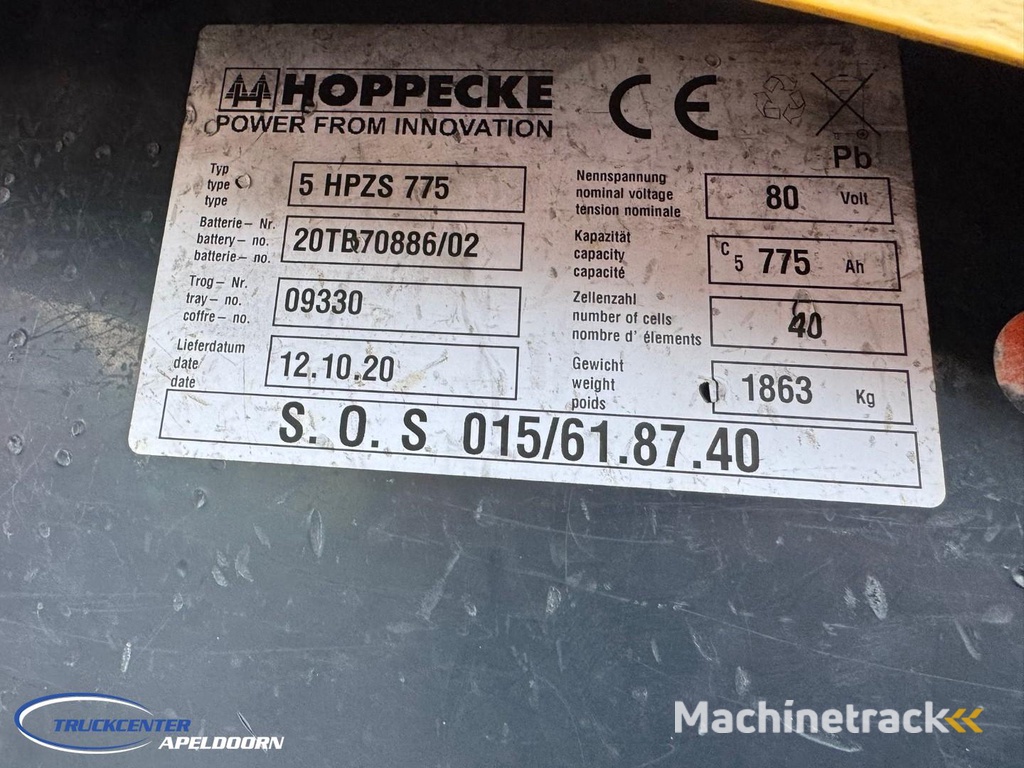 HOPPECKE
POWER FROM INNOVATION
CE
Pb
Typ
type
type
5 HPZS 775
Batterie – Nr.
battery – no.
batterie – no.
20TB70886/02
Trog – Nr.
tray – no.
coffre – no.
09330
Lieferdatum
date
date
12.10.20
Nennspannung
nominal voltage
tension nominale
80 Volt
Kapazität
capacity
capacité
C5 775 Ah
Zellenzahl
number of cells
nombre d' élements
40
Gewicht
weight
poids
1863 Kg
S. O. S 015/61.87.40
TRUCKCENTER
APELDOORN
Machinetrack